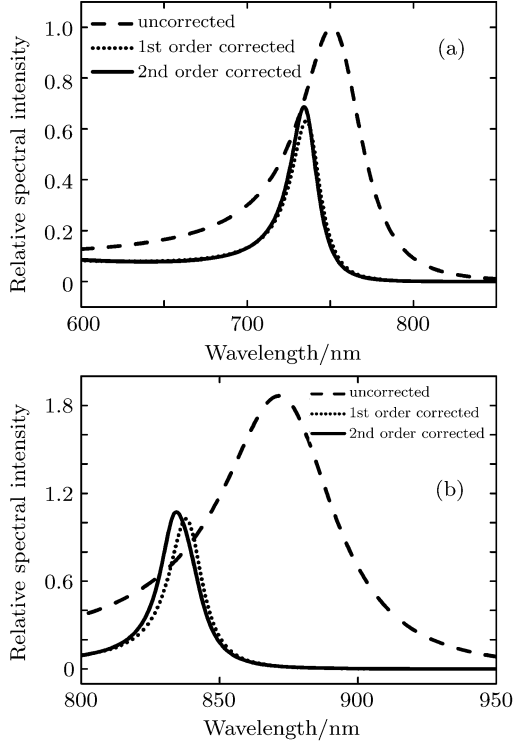 uncorrected
1st order corrected
2nd order corrected
(a)
Relative spectral intensity
1.0
0.8
0.6
0.4
0.2
0
600
700
800
Wavelength/nm
uncorrected
1st order corrected
2nd order corrected
(b)
Relative spectral intensity
1.8
1.2
0.6
0
800
850
900
950
Wavelength/nm